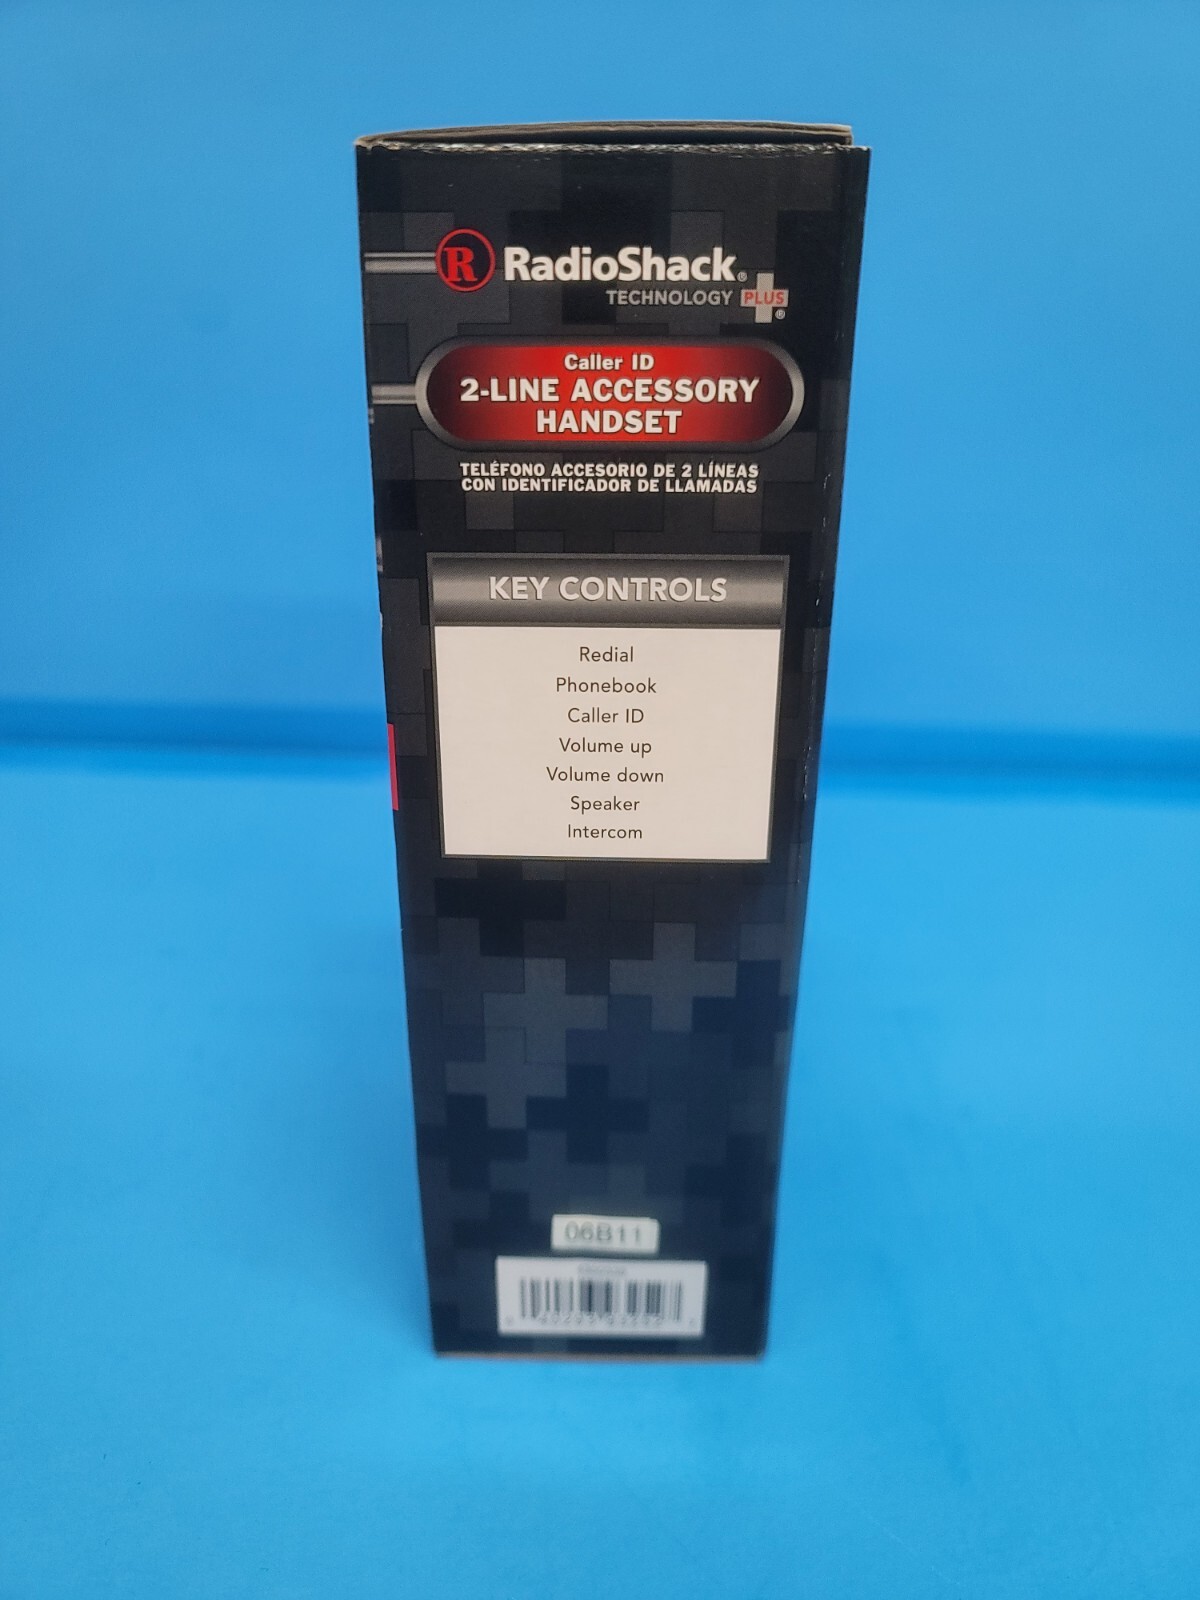 R RadioShack®
TECHNOLOGY PLUS®
Caller ID
2-LINE ACCESSORY
HANDSET
TELÉFONO ACCESORIO DE 2 LÍNEAS
CON IDENTIFICADOR DE LLAMADAS
KEY CONTROLS
Redial
Phonebook
Caller ID
Volume up
Volume down
Speaker
Intercom
06B11